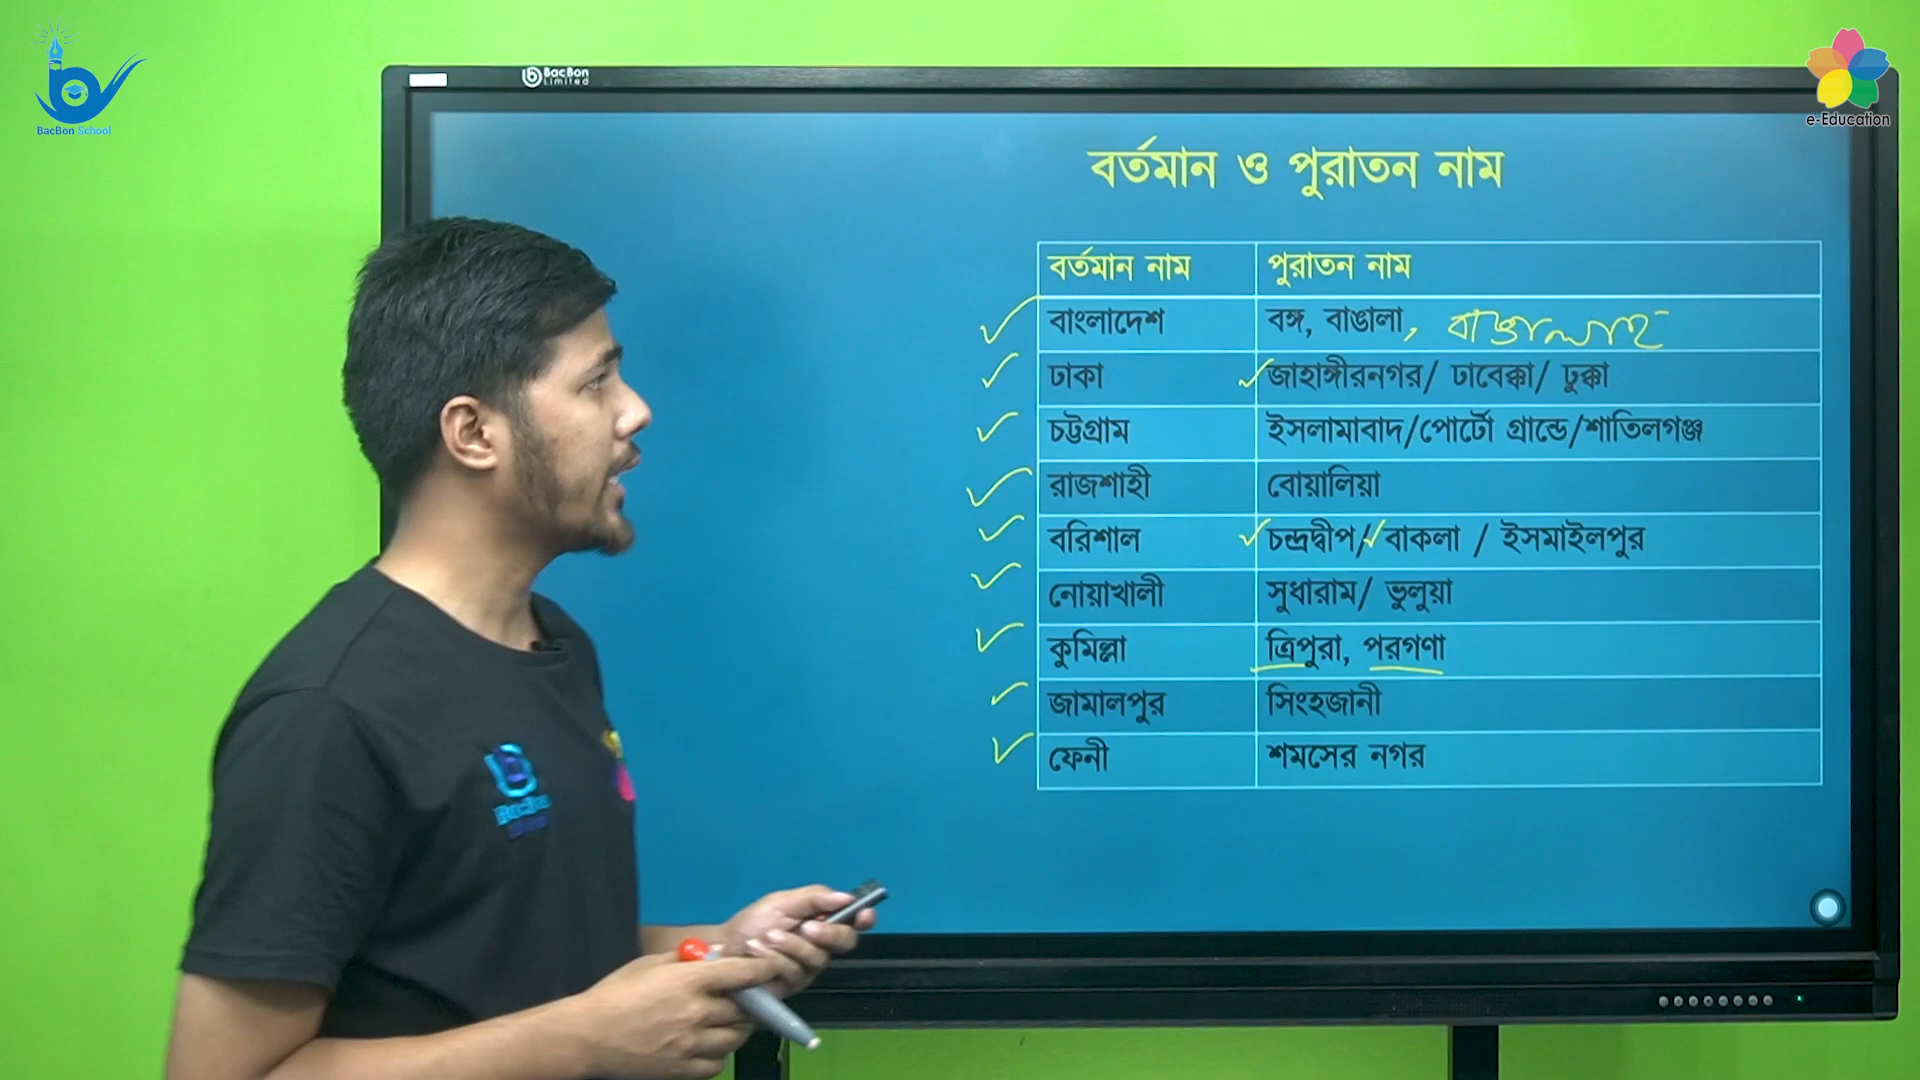 BacBon School
BacBon
Limited
e-Education
বর্তমান ও পুরাতন নাম
বর্তমান নাম পুরাতন নাম
বাংলাদেশ বঙ্গ, বাঙালা, বাঙ্গালাহ
ঢাকা জাহাঙ্গীরনগর/ ঢাবেক্কা/ ঢুক্কা
চট্টগ্রাম ইসলামাবাদ/পোর্টো গ্রান্ডে/শাতিলগঞ্জ
রাজশাহী বোয়ালিয়া
বরিশাল চন্দ্রদ্বীপ/ বাকলা / ইসমাইলপুর
নোয়াখালী সুধারাম/ ভুলুয়া
কুমিল্লা ত্রিপুরা, পরগণা
জামালপুর সিংহজানী
ফেনী শমসের নগর
BacBon